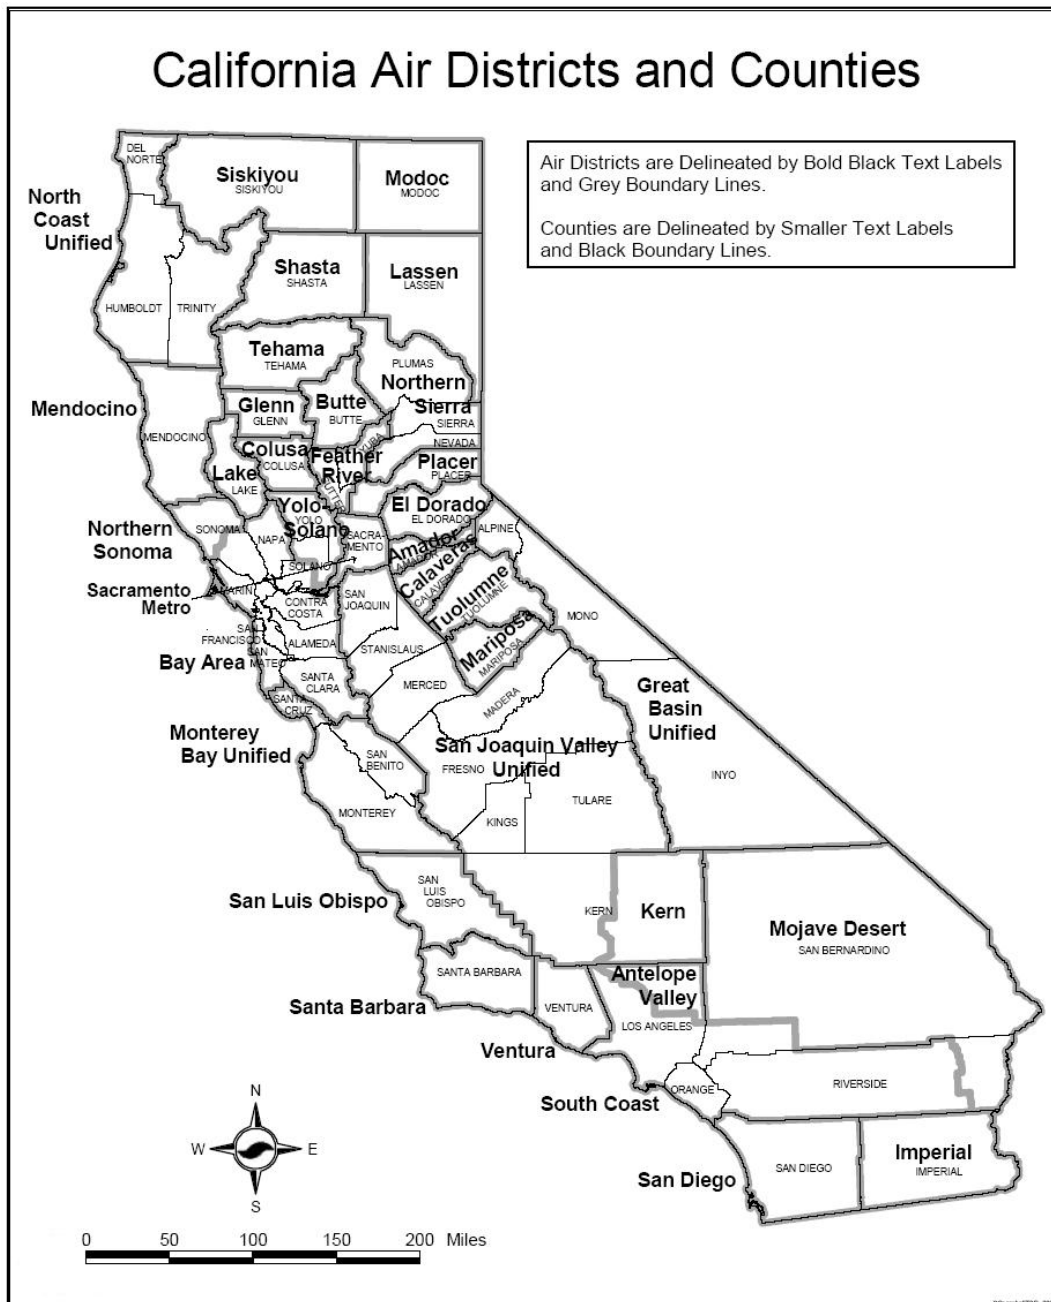 California Air Districts and Counties
Air Districts are Delineated by Bold Black Text Labels
and Grey Boundary Lines.
Counties are Delineated by Smaller Text Labels
and Black Boundary Lines.
DEL
NORTE
Siskiyou
SISKIYOU
Modoc
MODOC
North
Coast
Unified
Shasta
SHASTA
Lassen
LASSEN
HUMBOLDT
TRINITY
Tehama
TEHAMA
PLUMAS
Northern
Sierra
SIERRA
Mendocino
MENDOCINO
Glenn
GLENN
Butte
BUTTE
YUBA
NEVADA
Colusa
COLUSA
Feather
River
SUTTER
Placer
PLACER
Lake
LAKE
Yolo-
Solano
YOLO
El Dorado
EL DORADO
ALPINE
Northern
Sonoma
SONOMA
NAPA
SOLANO
SACRA-
MENTO
Amador
AMADOR
Calaveras
CALAVERAS
Tuolumne
TUOLUMNE
Mariposa
MARIPOSA
MONO
Sacramento
Metro
MARIN
CONTRA
COSTA
SAN
JOAQUIN
SAN
FRANCISCO
ALAMEDA
STANISLAUS
Bay Area
SAN
MATEO
SANTA
CLARA
MERCED
MADERA
Great
Basin
Unified
SANTA
CRUZ
Monterey
Bay Unified
SAN
BENITO
San Joaquin Valley
Unified
FRESNO
INYO
MONTEREY
KINGS
TULARE
San Luis Obispo
SAN
LUIS
OBISPO
KERN
Kern
Mojave Desert
SAN BERNARDINO
Santa Barbara
SANTA BARBARA
VENTURA
Antelope
Valley
LOS ANGELES
Ventura
South Coast
ORANGE
RIVERSIDE
San Diego
SAN DIEGO
Imperial
IMPERIAL
N
W
E
S
0 50 100 150 200 Miles